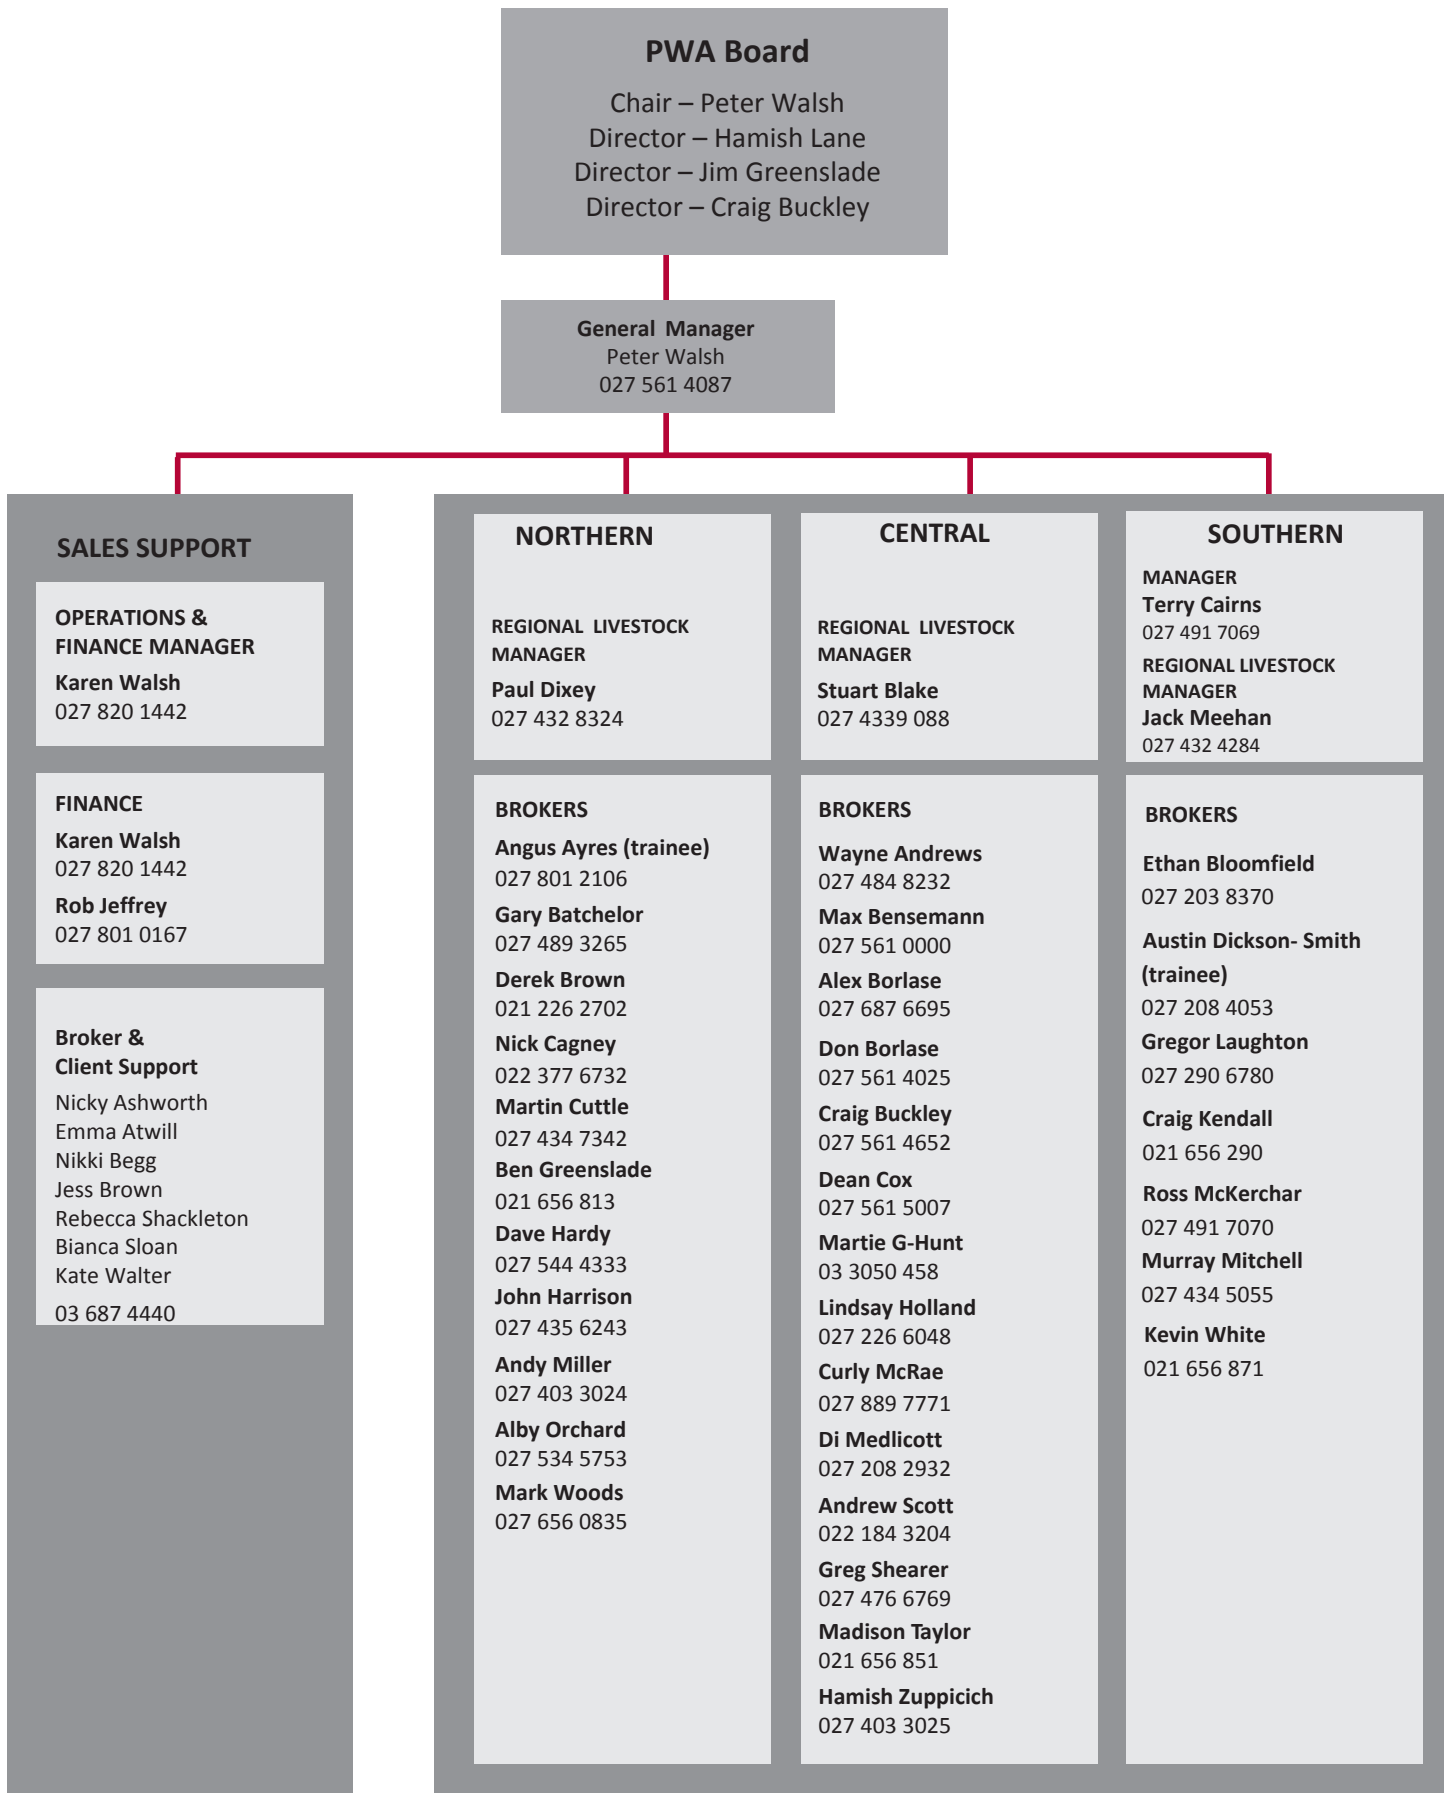 PWA Board
Chair – Peter Walsh
Director – Hamish Lane
Director – Jim Greenslade
Director – Craig Buckley
General Manager
Peter Walsh
027 561 4087
SALES SUPPORT
OPERATIONS &
FINANCE MANAGER
Karen Walsh
027 820 1442
FINANCE
Karen Walsh
027 820 1442
Rob Jeffrey
027 801 0167
Broker &
Client Support
Nicky Ashworth
Emma Atwill
Nikki Begg
Jess Brown
Rebecca Shackleton
Bianca Sloan
Kate Walter
03 687 4440
NORTHERN
REGIONAL LIVESTOCK
MANAGER
Paul Dixey
027 432 8324
BROKERS
Angus Ayres (trainee)
027 801 2106
Gary Batchelor
027 489 3265
Derek Brown
021 226 2702
Nick Cagney
022 377 6732
Martin Cuttle
027 434 7342
Ben Greenslade
021 656 813
Dave Hardy
027 544 4333
John Harrison
027 435 6243
Andy Miller
027 403 3024
Alby Orchard
027 534 5753
Mark Woods
027 656 0835
CENTRAL
REGIONAL LIVESTOCK
MANAGER
Stuart Blake
027 4339 088
BROKERS
Wayne Andrews
027 484 8232
Max Bensemann
027 561 0000
Alex Borlase
027 687 6695
Don Borlase
027 561 4025
Craig Buckley
027 561 4652
Dean Cox
027 561 5007
Martie G-Hunt
03 3050 458
Lindsay Holland
027 226 6048
Curly McRae
027 889 7771
Di Medlicott
027 208 2932
Andrew Scott
022 184 3204
Greg Shearer
027 476 6769
Madison Taylor
021 656 851
Hamish Zuppicich
027 403 3025
SOUTHERN
MANAGER
Terry Cairns
027 491 7069
REGIONAL LIVESTOCK
MANAGER
Jack Meehan
027 432 4284
BROKERS
Ethan Bloomfield
027 203 8370
Austin Dickson- Smith
(trainee)
027 208 4053
Gregor Laughton
027 290 6780
Craig Kendall
021 656 290
Ross McKerchar
027 491 7070
Murray Mitchell
027 434 5055
Kevin White
021 656 871